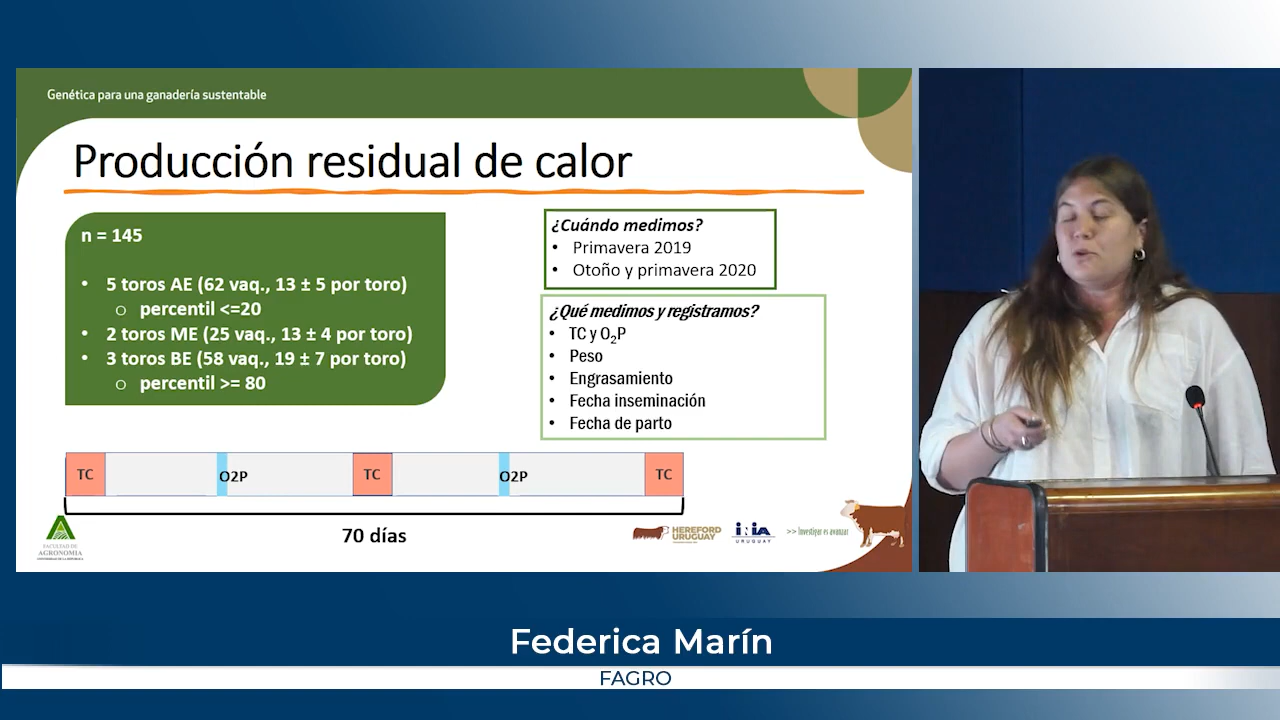 Genética para una ganadería sustentable
Producción residual de calor
n = 145
• 5 toros AE (62 vaq., 13 ± 5 por toro)
o percentil <=20
• 2 toros ME (25 vaq., 13 ± 4 por toro)
• 3 toros BE (58 vaq., 19 ± 7 por toro)
o percentil >= 80
¿Cuándo medimos?
• Primavera 2019
• Otoño y primavera 2020
¿Qué medimos y registramos?
• TC y O₂P
• Peso
• Engrasamiento
• Fecha inseminación
• Fecha de parto
TC O2P TC O2P TC
70 días
FACULTAD DE
AGRONOMIA
HEREFORD
URUGUAY
INIA
URUGUAY
>> Investigar es avanzar
Federica Marín
FAGRO